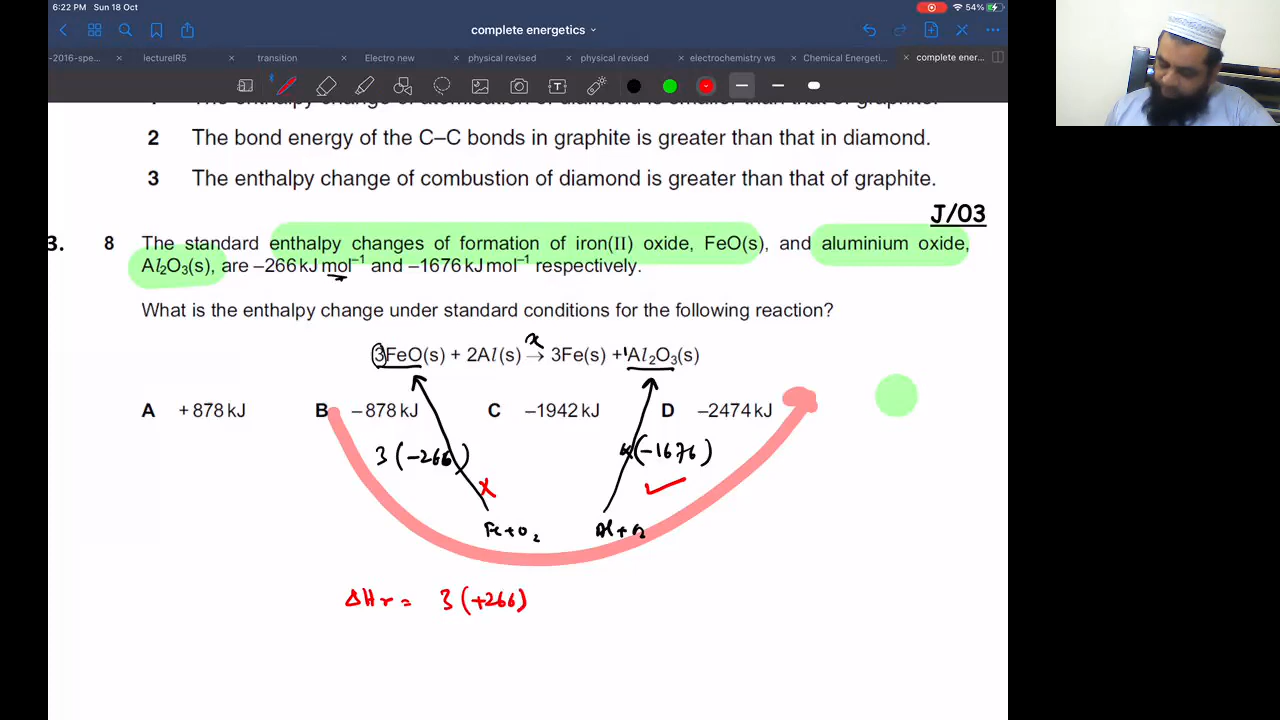 6:22 PM Sun 18 Oct
54%
complete energetics
-2016-spe...
lectureIR5
transition
Electro new
physical revised
physical revised
electrochemistry ws
Chemical Energeti...
complete ener...
2 The bond energy of the C–C bonds in graphite is greater than that in diamond.
3 The enthalpy change of combustion of diamond is greater than that of graphite.
J/03
3. 8 The standard enthalpy changes of formation of iron(II) oxide, FeO(s), and aluminium oxide,
Al₂O₃(s), are –266 kJ mol⁻¹ and –1676 kJ mol⁻¹ respectively.
What is the enthalpy change under standard conditions for the following reaction?
x
3FeO(s) + 2Al(s) → 3Fe(s) + 1Al₂O₃(s)
A + 878 kJ B – 878 kJ C –1942 kJ D –2474 kJ
3 (-266) (-1676)
x ✓
Fe+O₂ Al+O₂
ΔHr = 3 (+266)